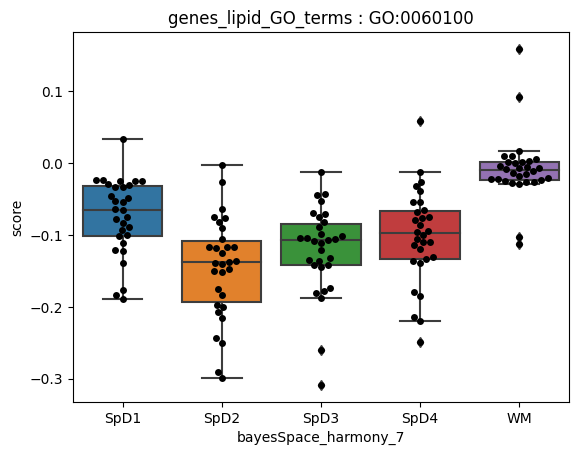 genes_lipid_GO_terms : GO:0060100
score
0.1
0.0
−0.1
−0.2
−0.3
SpD1 SpD2 SpD3 SpD4 WM
bayesSpace_harmony_7